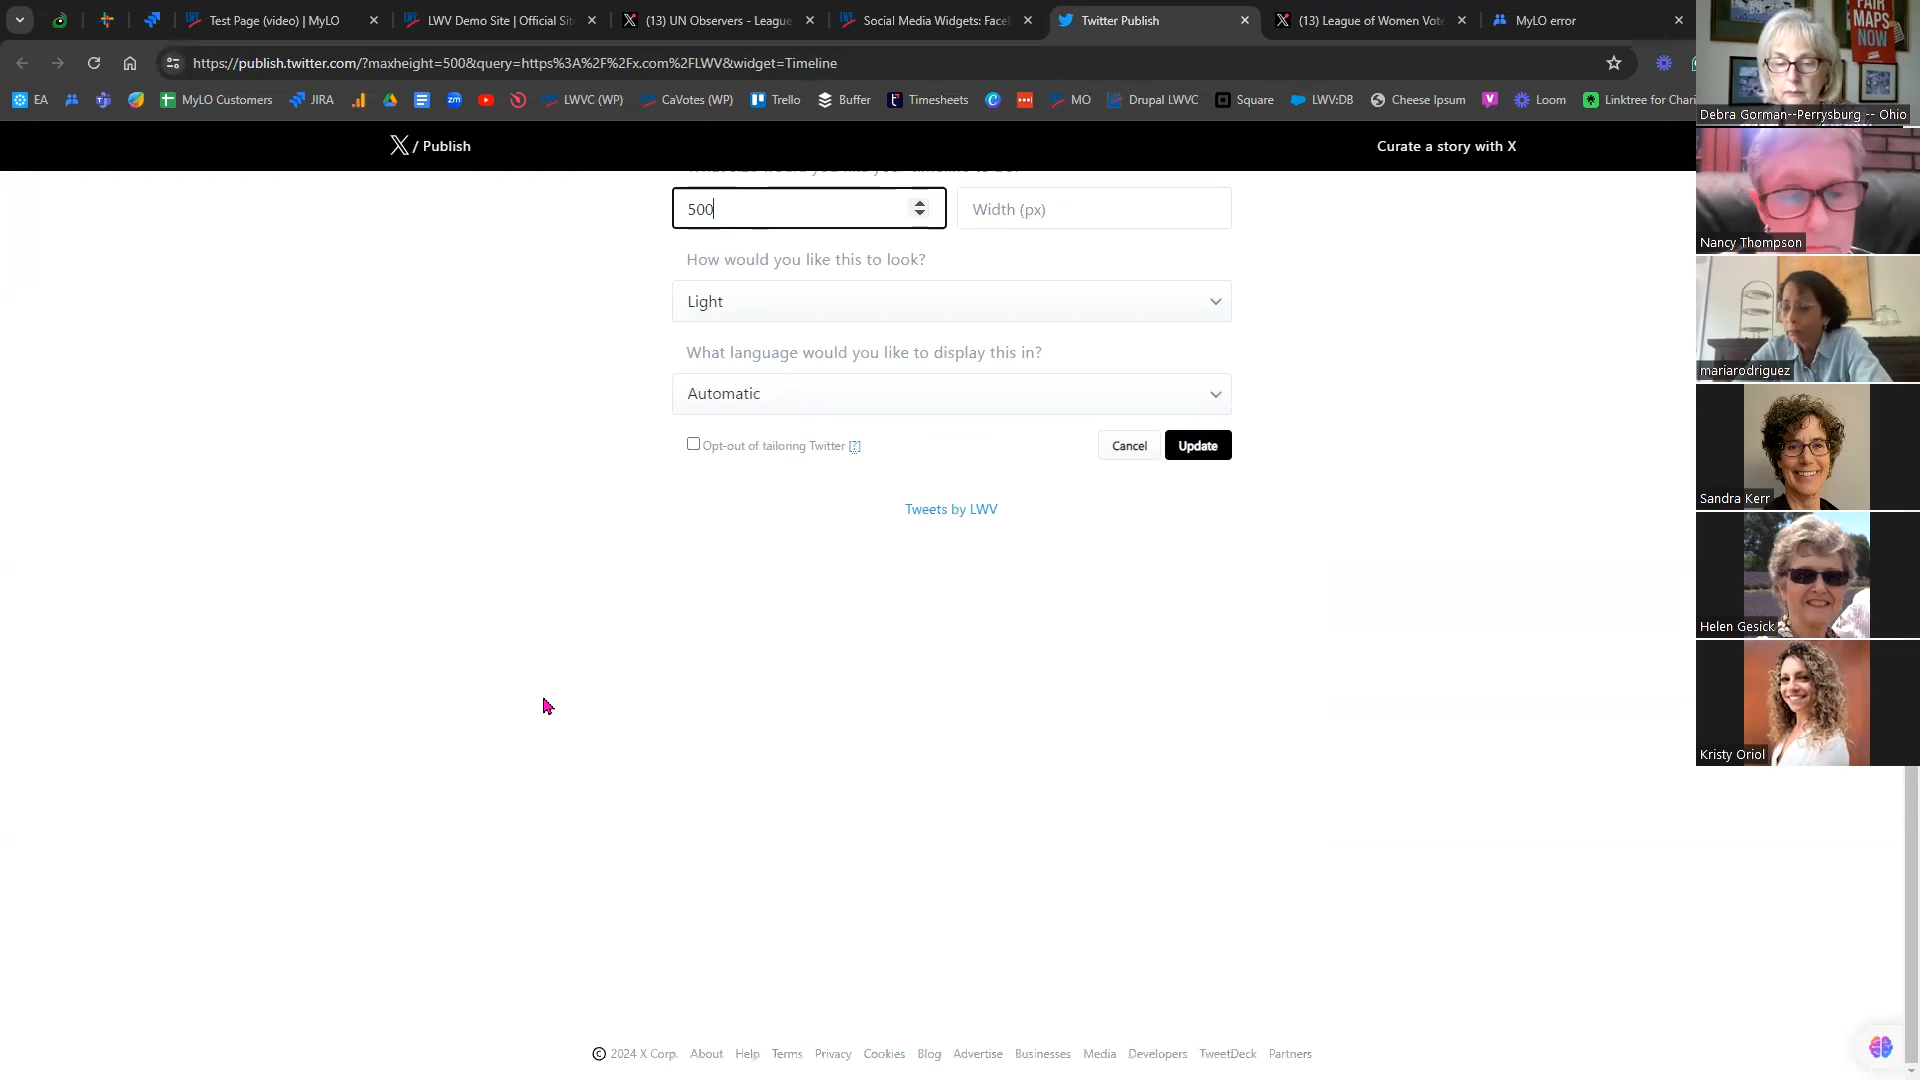 Test Page (video) | MyLO
LWV Demo Site | Official Sit
(13) UN Observers - League
Social Media Widgets: Face
Twitter Publish
(13) League of Women Vote
MyLO error
https://publish.twitter.com/?maxheight=500&query=https%3A%2F%2Fx.com%2FLWV&widget=Timeline
EA
MyLO Customers
JIRA
LWVC (WP)
CaVotes (WP)
Trello
Buffer
Timesheets
MO
Drupal LWVC
Square
LWV:DB
Cheese Ipsum
Loom
Linktree for Chari
X / Publish
Curate a story with X
500
Width (px)
How would you like this to look?
Light
What language would you like to display this in?
Automatic
Opt-out of tailoring Twitter [?]
Cancel
Update
Tweets by LWV
© 2024 X Corp.
About
Help
Terms
Privacy
Cookies
Blog
Advertise
Businesses
Media
Developers
TweetDeck
Partners
FAIR
MAPS
NOW
Debra Gorman--Perrysburg -- Ohio
Nancy Thompson
mariarodriguez
Sandra Kerr
Helen Gesick
Kristy Oriol